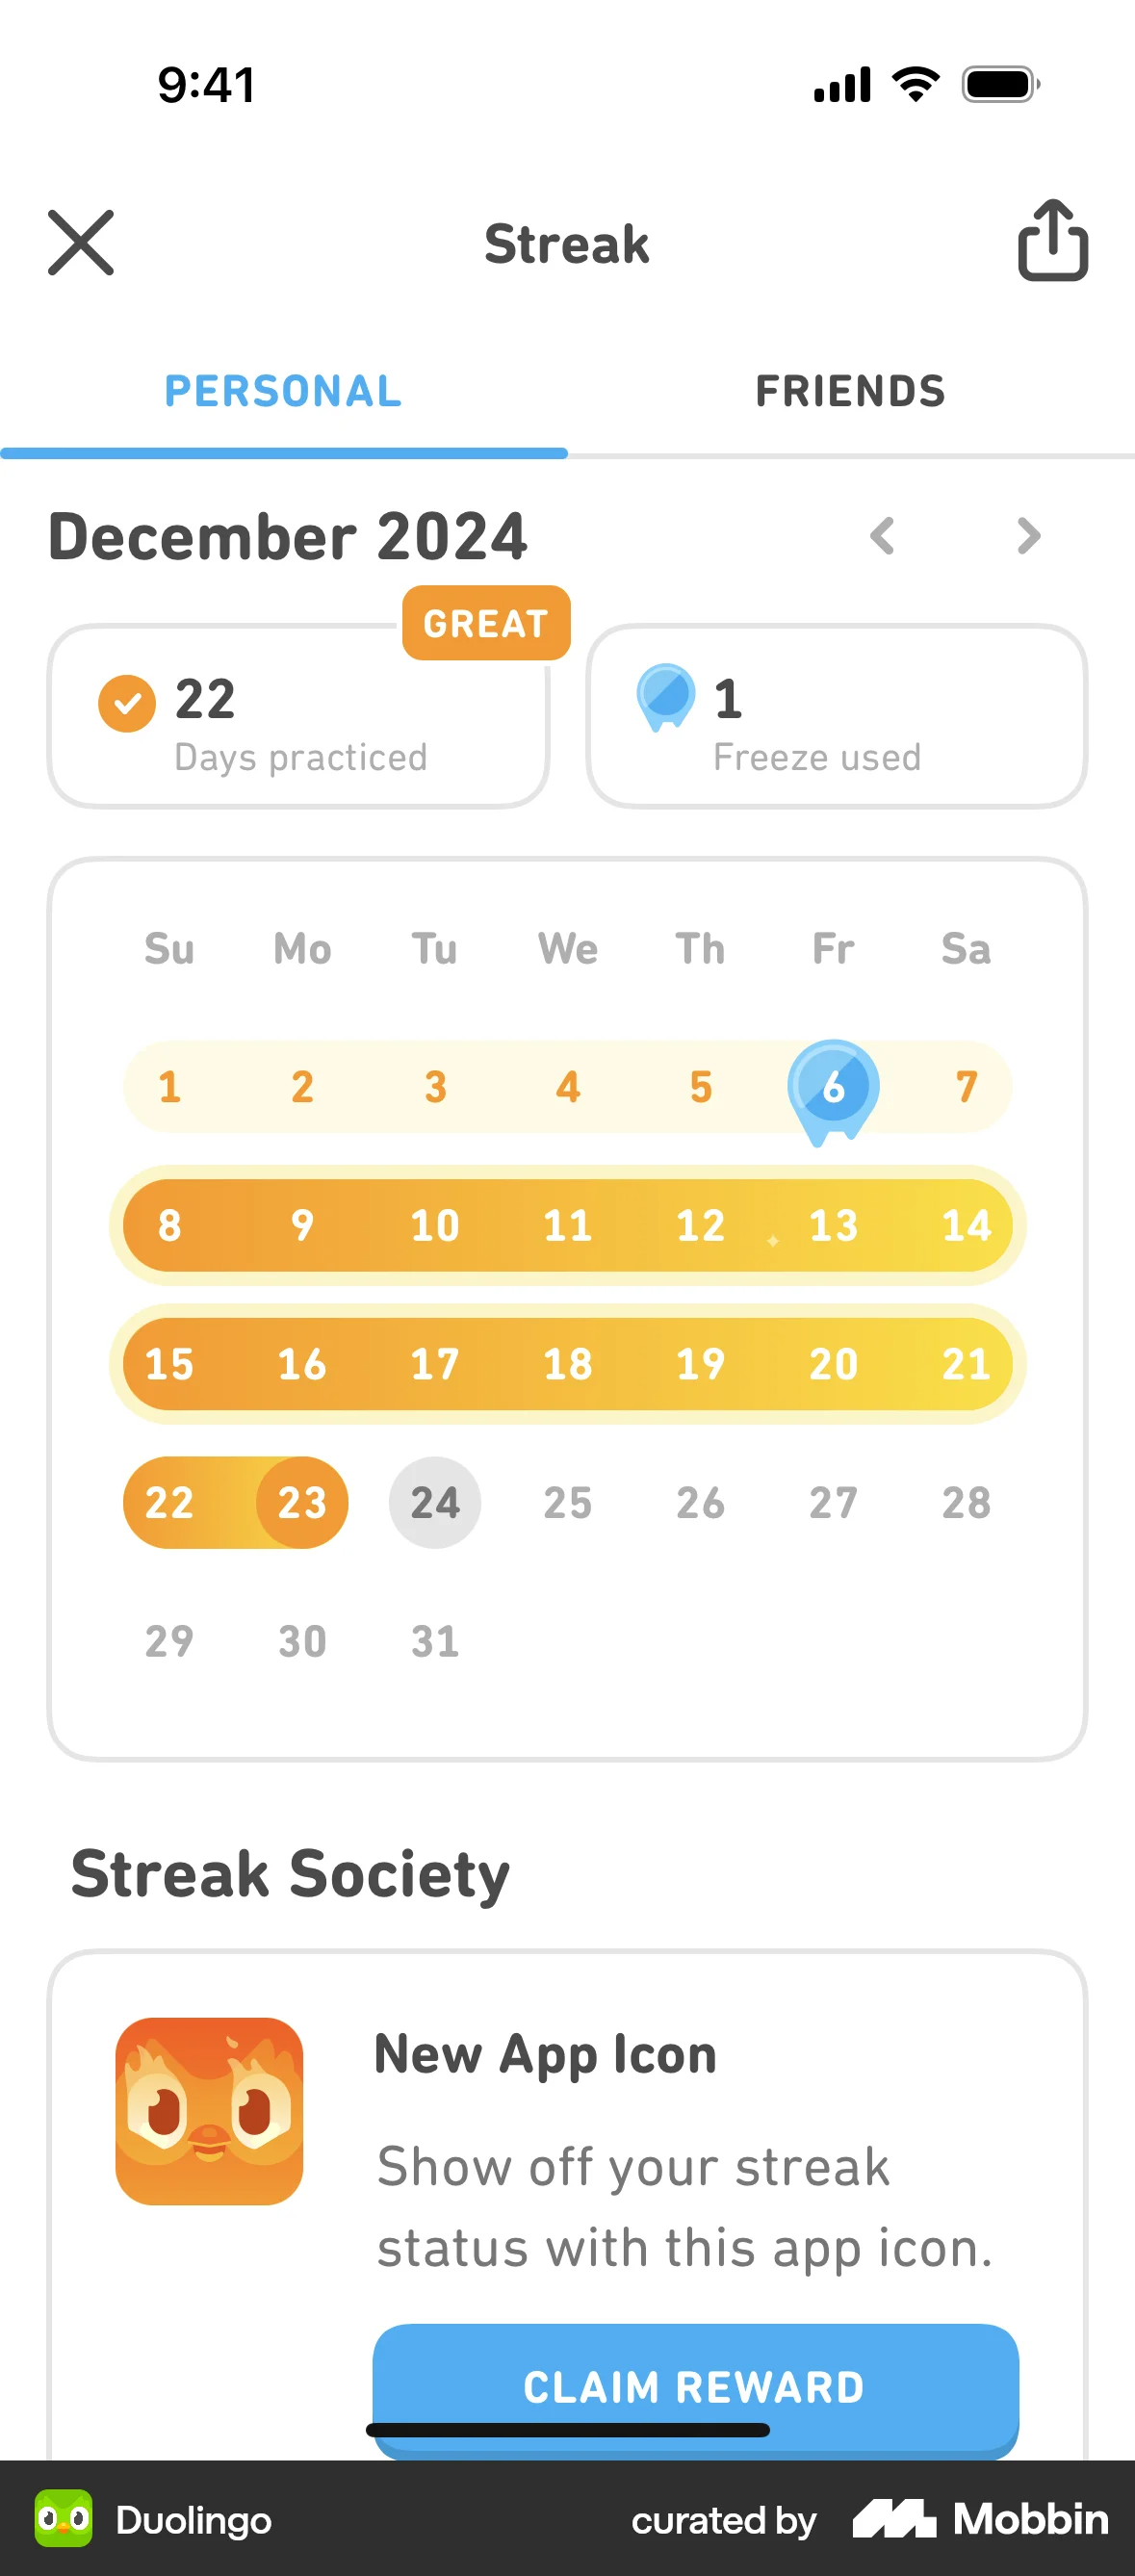 9:41
Streak
PERSONAL FRIENDS
December 2024
GREAT
22
Days practiced
1
Freeze used
Su Mo Tu We Th Fr Sa
1 2 3 4 5 6 7
8 9 10 11 12 13 14
15 16 17 18 19 20 21
22 23 24 25 26 27 28
29 30 31
Streak Society
New App Icon
Show off your streak
status with this app icon.
CLAIM REWARD
Duolingo curated by Mobbin